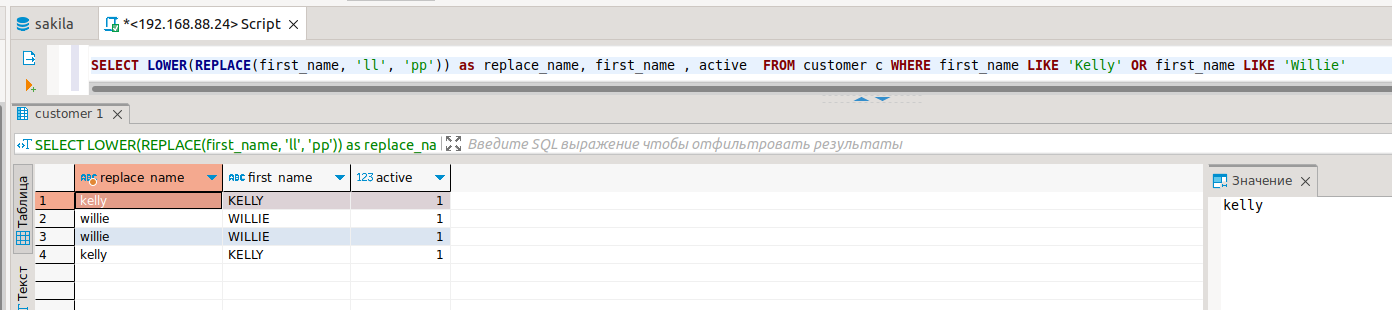 sakila
*<192.168.88.24> Script
SELECT LOWER(REPLACE(first_name, 'll', 'pp')) as replace_name, first_name , active  FROM customer c WHERE first_name LIKE 'Kelly' OR first_name LIKE 'Willie'
customer 1
SELECT LOWER(REPLACE(first_name, 'll', 'pp')) as replace_na
Введите SQL выражение чтобы отфильтровать результаты
Таблица
Текст
ABC replace_name ABC first_name 123 active
1 kelly KELLY 1
2 willie WILLIE 1
3 willie WILLIE 1
4 kelly KELLY 1
Значение
kelly